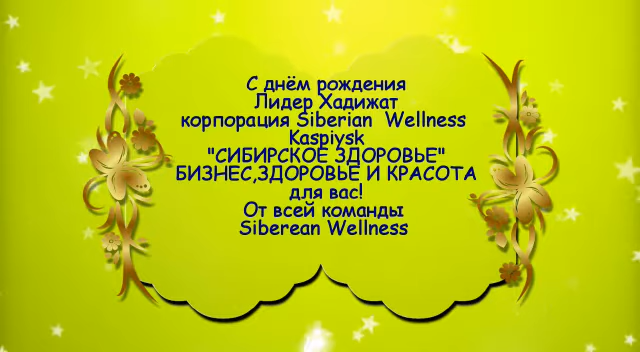 С днём рождения
Лидер Хадижат
корпорация Siberian Wellness
Kaspiysk
"СИБИРСКОЕ ЗДОРОВЬЕ"
БИЗНЕС,ЗДОРОВЬЕ И КРАСОТА
для вас!
От всей команды
Siberean Wellness